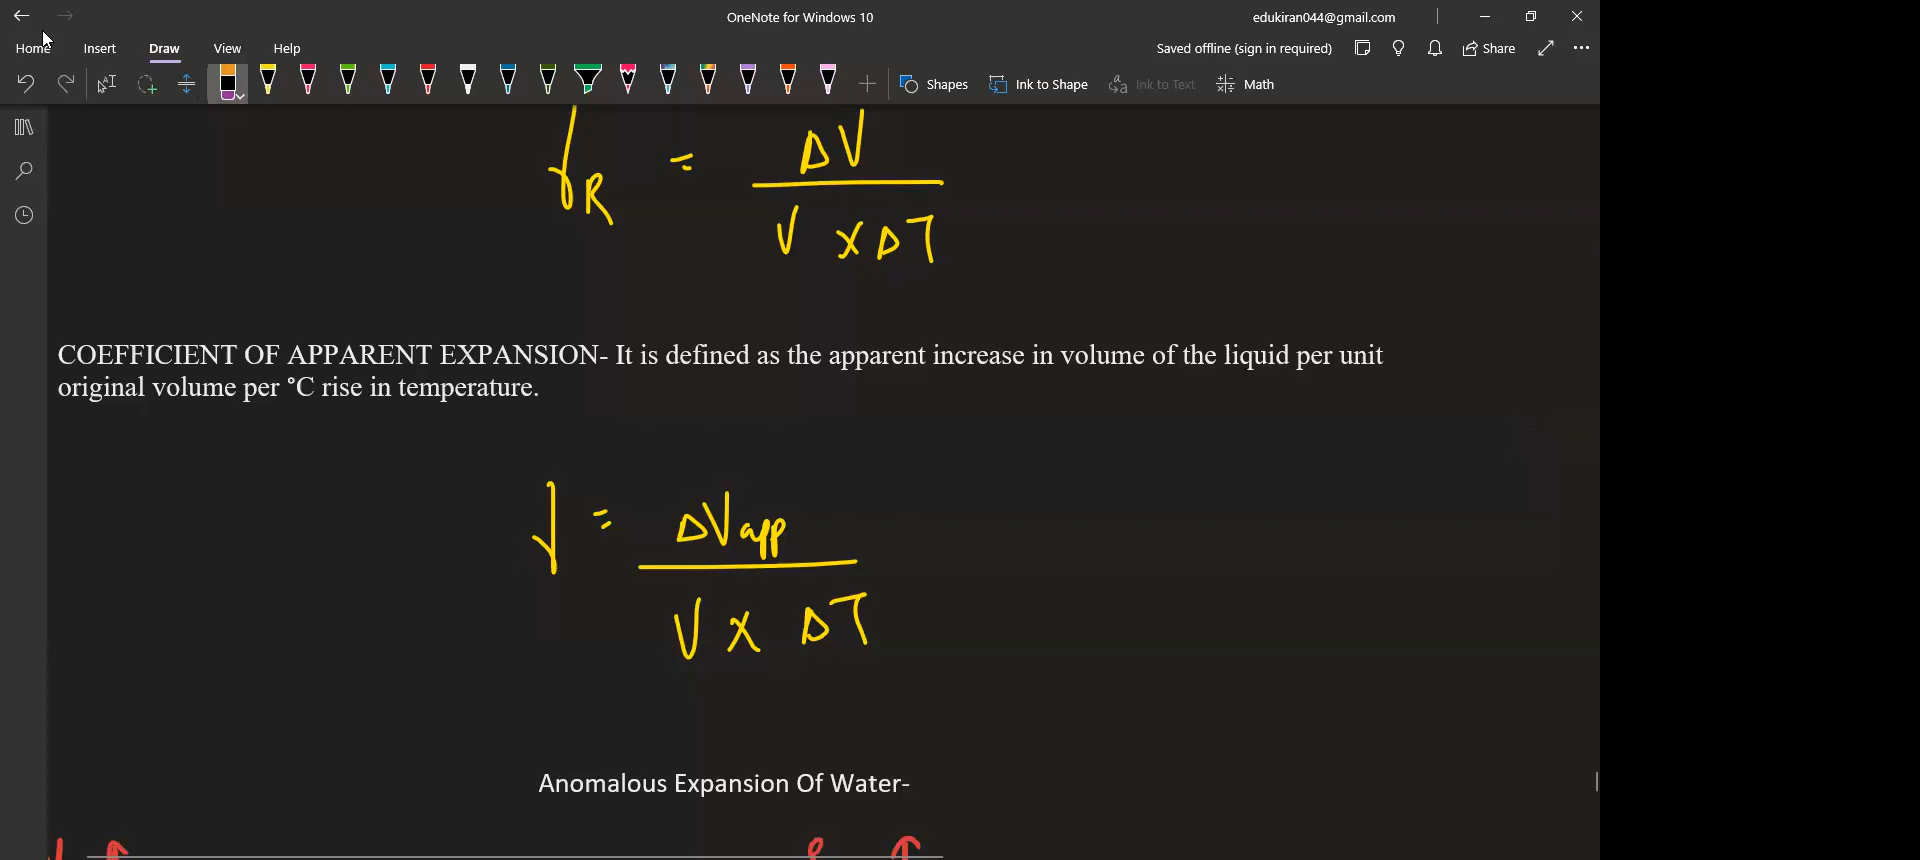 OneNote for Windows 10
edukiran044@gmail.com
Home Insert Draw View Help
Saved offline (sign in required) Share
Shapes Ink to Shape Ink to Text Math
γR = ΔV
V × ΔT
COEFFICIENT OF APPARENT EXPANSION- It is defined as the apparent increase in volume of the liquid per unit
original volume per °C rise in temperature.
γ = ΔVapp
V × ΔT
Anomalous Expansion Of Water-